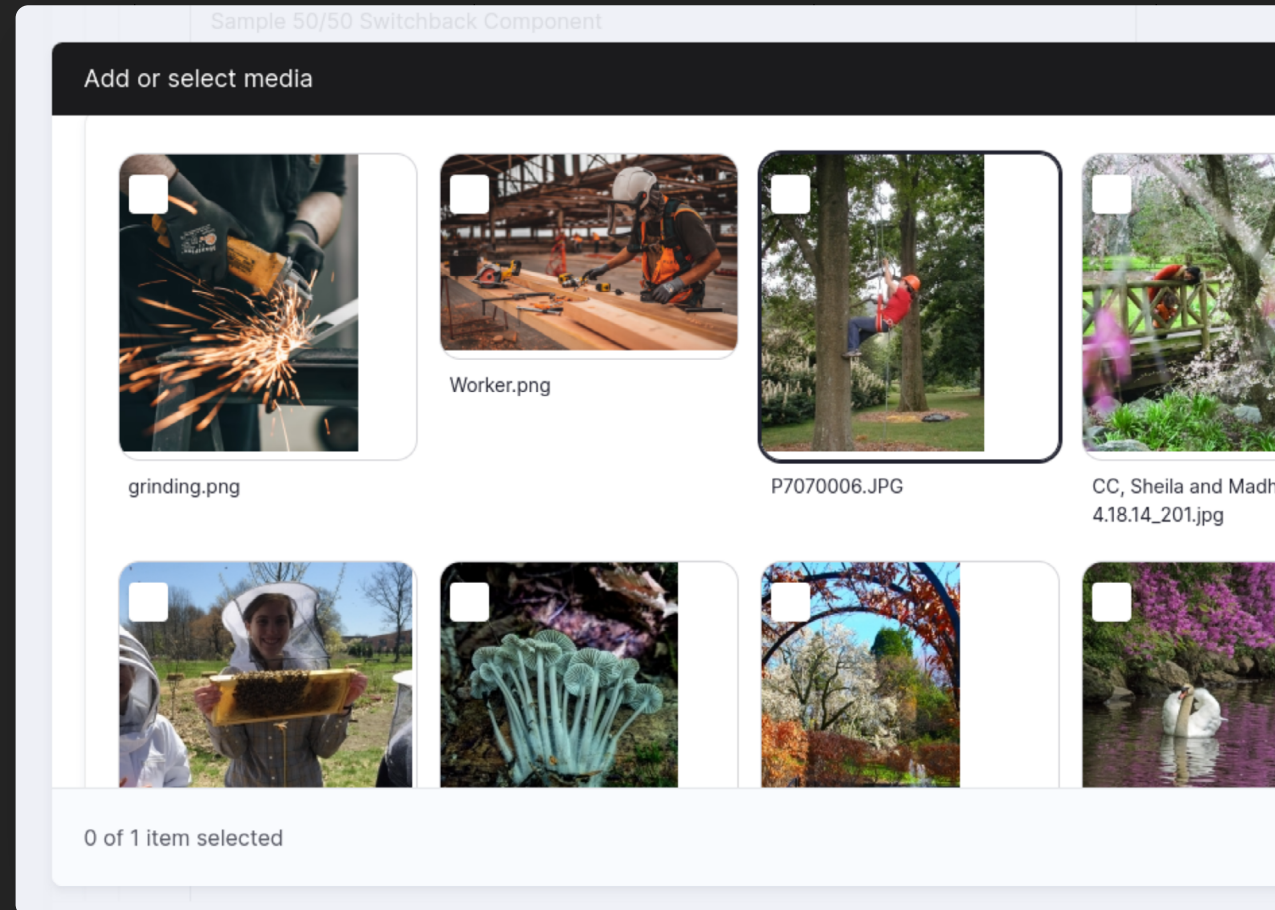 Sample 50/50 Switchback Component
Add or select media
grinding.png
Worker.png
P7070006.JPG
CC, Sheila and Madh
4.18.14_201.jpg
0 of 1 item selected